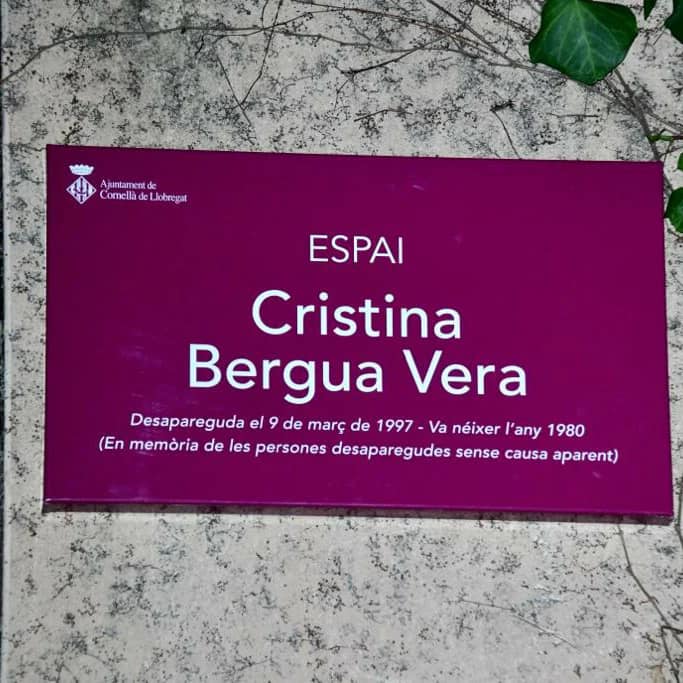 Ajuntament de
Cornellà de Llobregat
ESPAI
Cristina
Bergua Vera
Desapareguda el 9 de març de 1997 - Va néixer l'any 1980
(En memòria de les persones desaparegudes sense causa aparent)